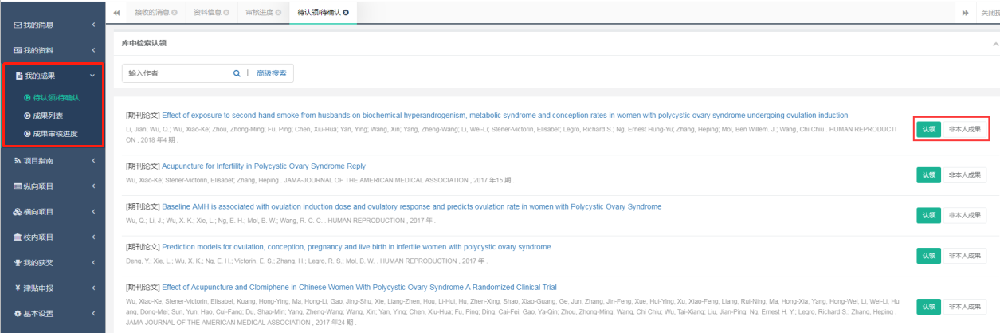 我的消息
我的资料
我的成果
待认领/待确认
成果列表
成果审核进度
项目指南
纵向项目
横向项目
校内项目
我的获奖
¥ 津贴申报
基本设置
接收的消息 资料信息 审核进度 待认领/待确认
库中检索认领
输入作者 高级搜索
[期刊论文] Effect of exposure to second-hand smoke from husbands on biochemical hyperandrogenism, metabolic syndrome and conception rates in women with polycystic ovary syndrome undergoing ovulation induction
Li, Jian; Wu, Q.; Wu, Xiao-Ke; Zhou, Zhong-Ming; Fu, Ping; Chen, Xiu-Hua; Yan, Ying; Wang, Xin; Yang, Zheng-Wang; Li, Wei-Li; Stener-Victorin, Elisabet; Legro, Richard S.; Ng, Ernest Hung-Yu; Zhang, Heping; Mol, Ben Willem. J.; Wang, Chi Chiu . HUMAN REPRODUCTI
ON , 2018 年4 期 .
认领 非本人成果
[期刊论文] Acupuncture for Infertility in Polycystic Ovary Syndrome Reply
Wu, Xiao-Ke; Stener-Victorin, Elisabet; Zhang, Heping . JAMA-JOURNAL OF THE AMERICAN MEDICAL ASSOCIATION , 2017 年15 期 .
认领 非本人成果
[期刊论文] Baseline AMH is associated with ovulation induction dose and ovulatory response and predicts ovulation rate in women with Polycystic Ovary Syndrome
Wu, Q.; Li, J.; Wu, X. K.; Xie, L.; Ng, E. H.; Mol, B. W.; Wang, R. C. C. . HUMAN REPRODUCTION , 2017 年 .
认领 非本人成果
[期刊论文] Prediction models for ovulation, conception, pregnancy and live birth in infertile women with polycystic ovary syndrome
Deng, Y.; Xie, L.; Wu, X. K.; Ng, E. H.; Victorin, E. S.; Zhang, H.; Legro, R. S.; Mol, B. W. . HUMAN REPRODUCTION , 2017 年 .
认领 非本人成果
[期刊论文] Effect of Acupuncture and Clomiphene in Chinese Women With Polycystic Ovary Syndrome A Randomized Clinical Trial
Wu, Xiao-Ke; Stener-Victorin, Elisabet; Kuang, Hong-Ying; Ma, Hong-Li; Gao, Jing-Shu; Xie, Liang-Zhen; Hou, Li-Hui; Hu, Zhen-Xing; Shao, Xiao-Guang; Ge, Jun; Zhang, Jin-Feng; Xue, Hui-Ying; Xu, Xiao-Feng; Liang, Rui-Ning; Ma, Hong-Xia; Yang, Hong-Wei; Li, Wei-Li; Hu
ang, Dong-Mei; Sun, Yun; Hao, Cui-Fang; Du, Shao-Min; Yang, Zheng-Wang; Wang, Xin; Yan, Ying; Chen, Xiu-Hua; Fu, Ping; Ding, Cai-Fei; Gao, Ya-Qin; Zhou, Zhong-Ming; Wang, Chi Chiu; Wu, Tai-Xiang; Liu, Jian-Ping; Ng, Ernest H. Y.; Legro, Richard S.; Zhang, Heping .
JAMA-JOURNAL OF THE AMERICAN MEDICAL ASSOCIATION , 2017 年24 期 .
认领 非本人成果